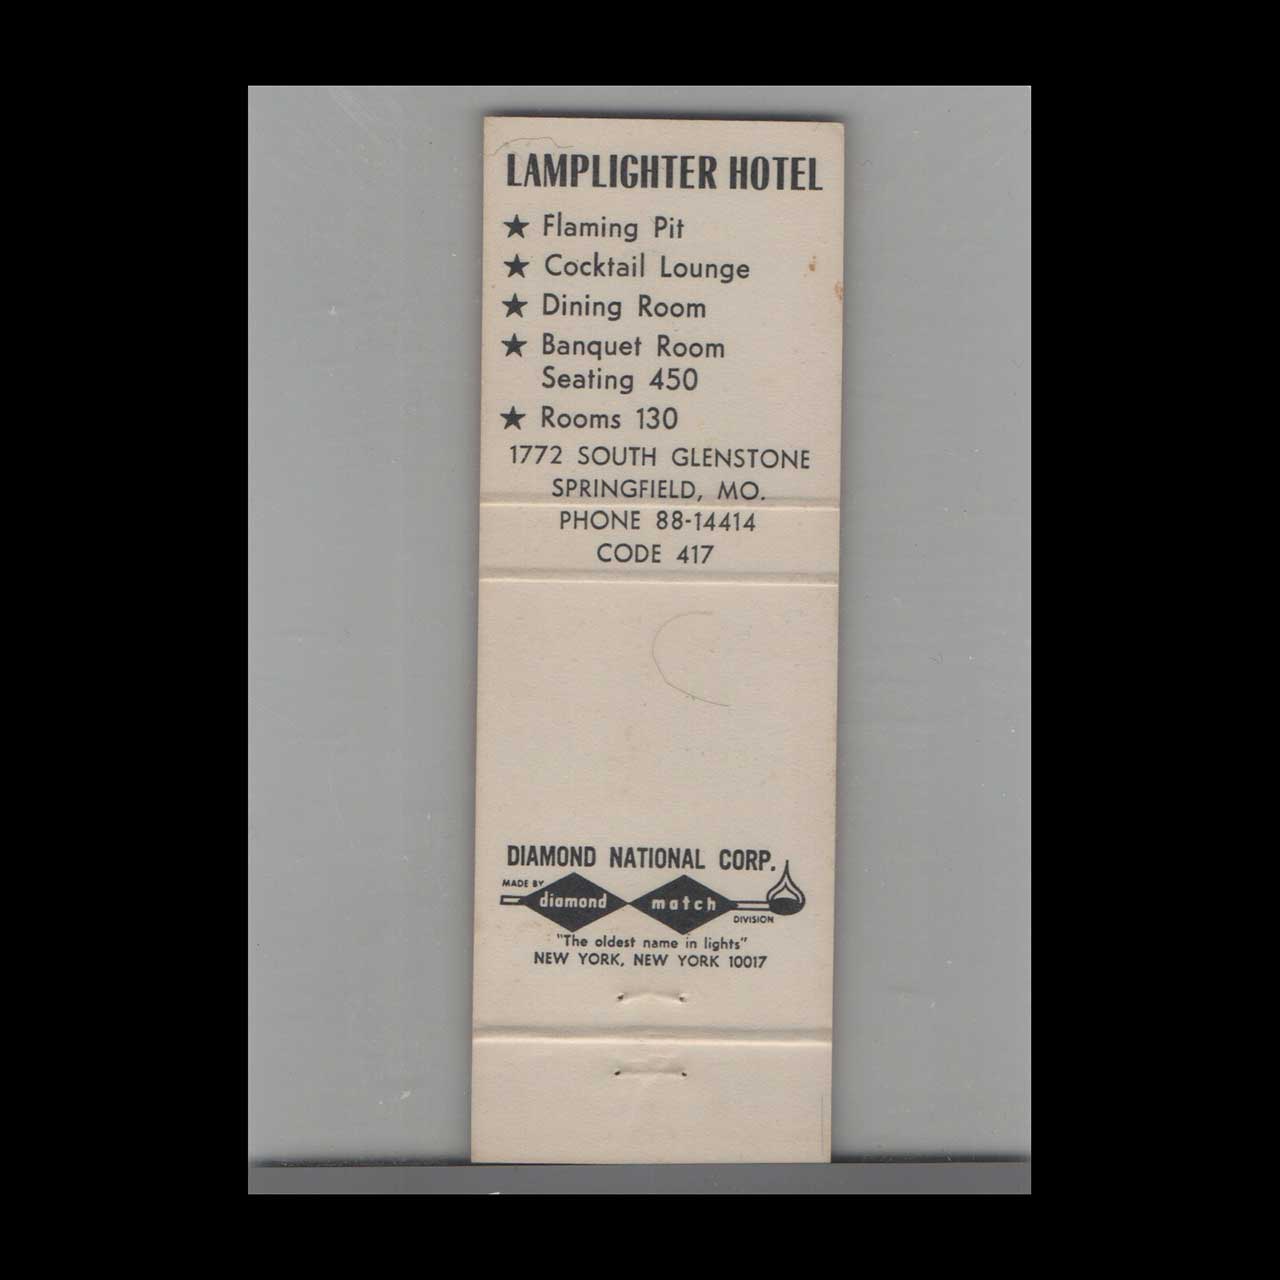 LAMPLIGHTER HOTEL
★ Flaming Pit
★ Cocktail Lounge
★ Dining Room
★ Banquet Room
Seating 450
★ Rooms 130
1772 SOUTH GLENSTONE
SPRINGFIELD, MO.
PHONE 88-14414
CODE 417
DIAMOND NATIONAL CORP.
MADE BY
diamond match
DIVISION
"The oldest name in lights"
NEW YORK, NEW YORK 10017